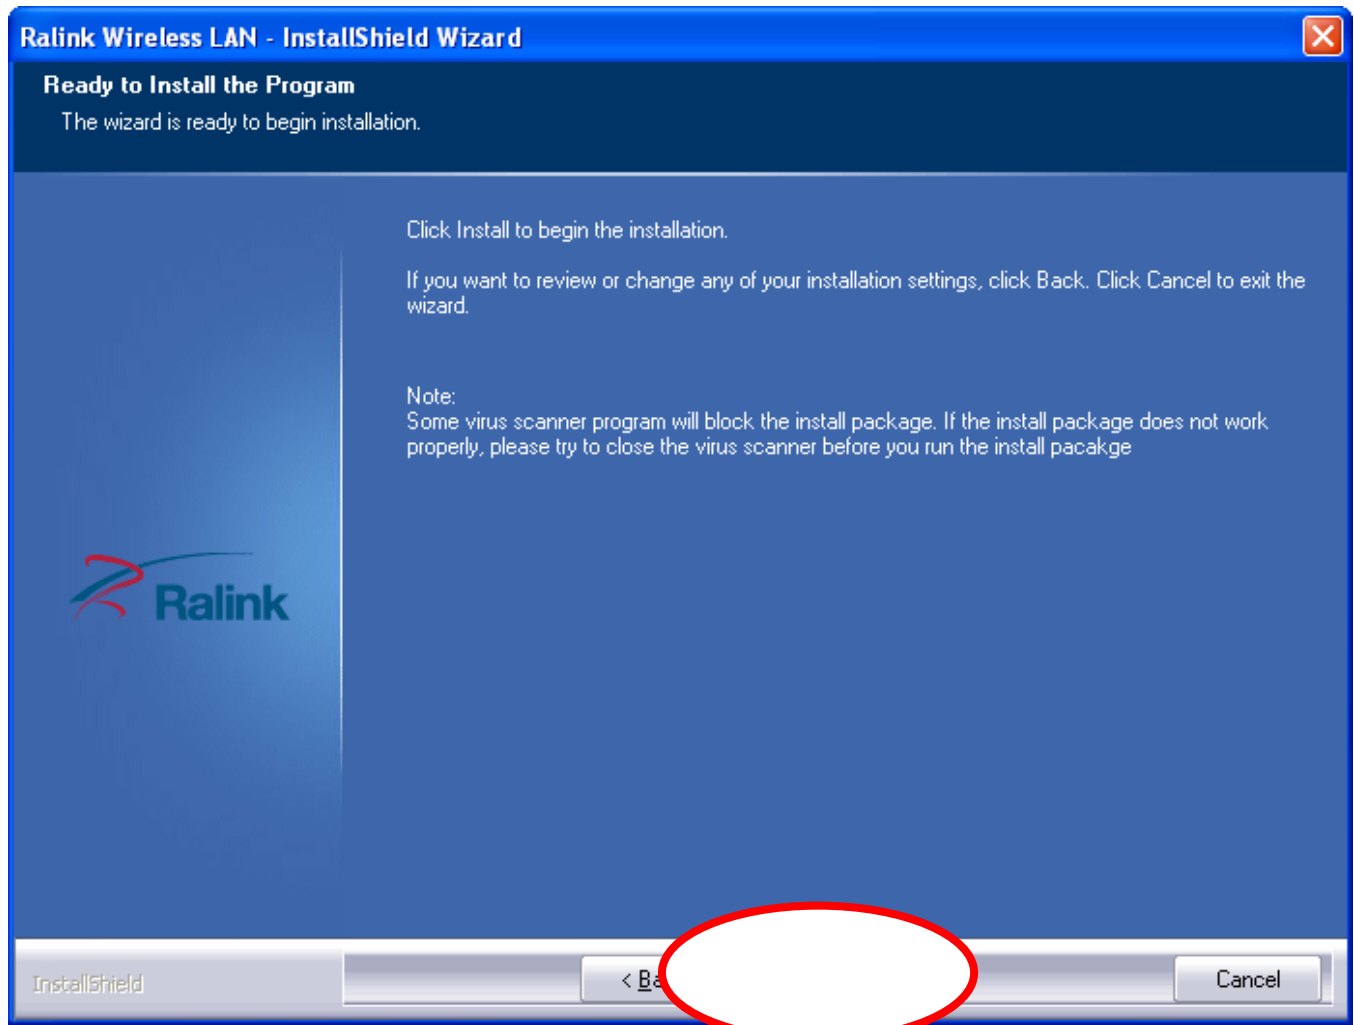 Ralink Wireless LAN - InstallShield Wizard
Ready to Install the Program
The wizard is ready to begin installation.
Click Install to begin the installation.
If you want to review or change any of your installation settings, click Back. Click Cancel to exit the
wizard.
Note:
Some virus scanner program will block the install package. If the install package does not work
properly, please try to close the virus scanner before you run the install pacakge
Ralink
InstallShield
< Ba
Cancel